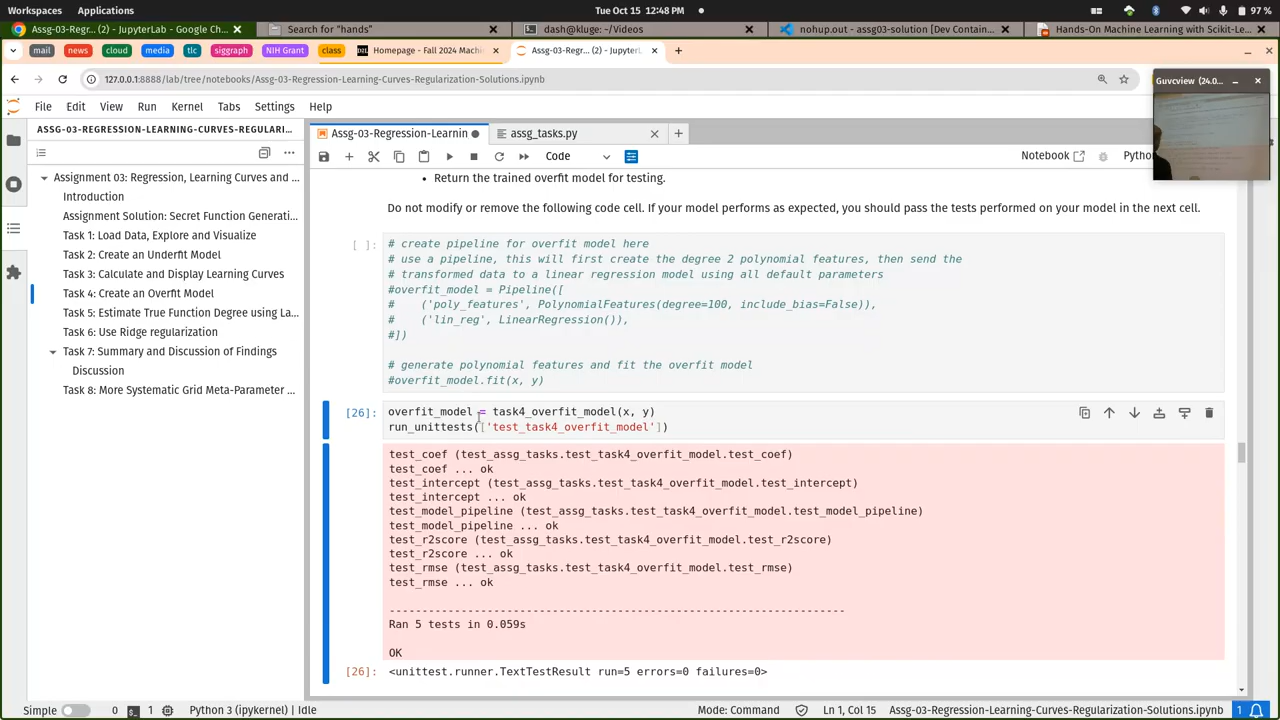 Workspaces
Applications
Tue Oct 15  12:48 PM
97 %
Assg-03-Regr... (2) - JupyterLab - Google Ch...
Search for "hands"
dash@kluge: ~/Videos
nohup.out - assg03-solution [Dev Contain...
Hands-On Machine Learning with Scikit-Le...
mail
news
cloud
media
tlc
siggraph
NIH Grant
class
D2L
Homepage - Fall 2024 Machi
Assg-03-Regr... (2) - JupyterL
127.0.0.1:8888/lab/tree/notebooks/Assg-03-Regression-Learning-Curves-Regularization-Solutions.ipynb
Guvcview (24.0...
File
Edit
View
Run
Kernel
Tabs
Settings
Help
ASSG-03-REGRESSION-LEARNING-CURVES-REGULARI...
Assg-03-Regression-Learnin
assg_tasks.py
Code
Notebook
Pytho
Assignment 03: Regression, Learning Curves and ...
Introduction
Assignment Solution: Secret Function Generati...
Task 1: Load Data, Explore and Visualize
Task 2: Create an Underfit Model
Task 3: Calculate and Display Learning Curves
Task 4: Create an Overfit Model
Task 5: Estimate True Function Degree using La...
Task 6: Use Ridge regularization
Task 7: Summary and Discussion of Findings
Discussion
Task 8: More Systematic Grid Meta-Parameter ...
• Return the trained overfit model for testing.
Do not modify or remove the following code cell. If your model performs as expected, you should pass the tests performed on your model in the next cell.
[ ]:
# create pipeline for overfit model here
# use a pipeline, this will first create the degree 2 polynomial features, then send the
# transformed data to a linear regression model using all default parameters
#overfit_model = Pipeline([
#    ('poly_features', PolynomialFeatures(degree=100, include_bias=False)),
#    ('lin_reg', LinearRegression()),
#])
# generate polynomial features and fit the overfit model
#overfit_model.fit(x, y)
[26]:
overfit_model = task4_overfit_model(x, y)
run_unittests(['test_task4_overfit_model'])
test_coef (test_assg_tasks.test_task4_overfit_model.test_coef)
test_coef ... ok
test_intercept (test_assg_tasks.test_task4_overfit_model.test_intercept)
test_intercept ... ok
test_model_pipeline (test_assg_tasks.test_task4_overfit_model.test_model_pipeline)
test_model_pipeline ... ok
test_r2score (test_assg_tasks.test_task4_overfit_model.test_r2score)
test_r2score ... ok
test_rmse (test_assg_tasks.test_task4_overfit_model.test_rmse)
test_rmse ... ok
----------------------------------------------------------------------
Ran 5 tests in 0.059s
OK
[26]:
<unittest.runner.TextTestResult run=5 errors=0 failures=0>
Simple
0
1
Python 3 (ipykernel) | Idle
Mode: Command
Ln 1, Col 15
Assg-03-Regression-Learning-Curves-Regularization-Solutions.ipynb
1